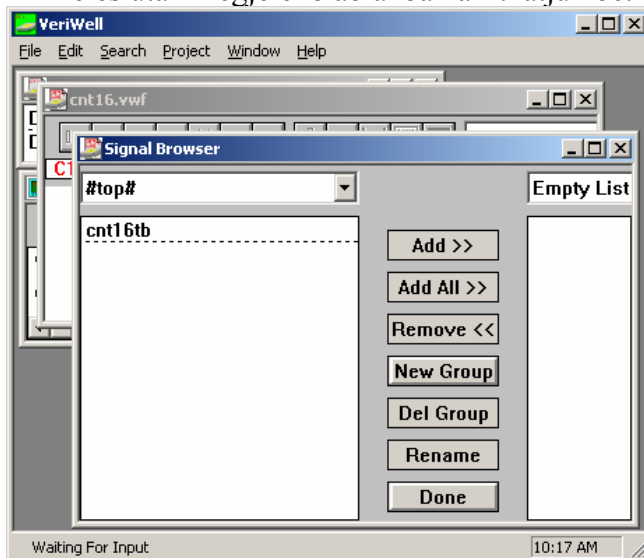 VeriWell
File Edit Search Project Window Help
cnt16.vwf
C1
Signal Browser
#top#
Empty List
cnt16tb
Add >>
Add All >>
Remove <<
New Group
Del Group
Rename
Done
Waiting For Input
10:17 AM